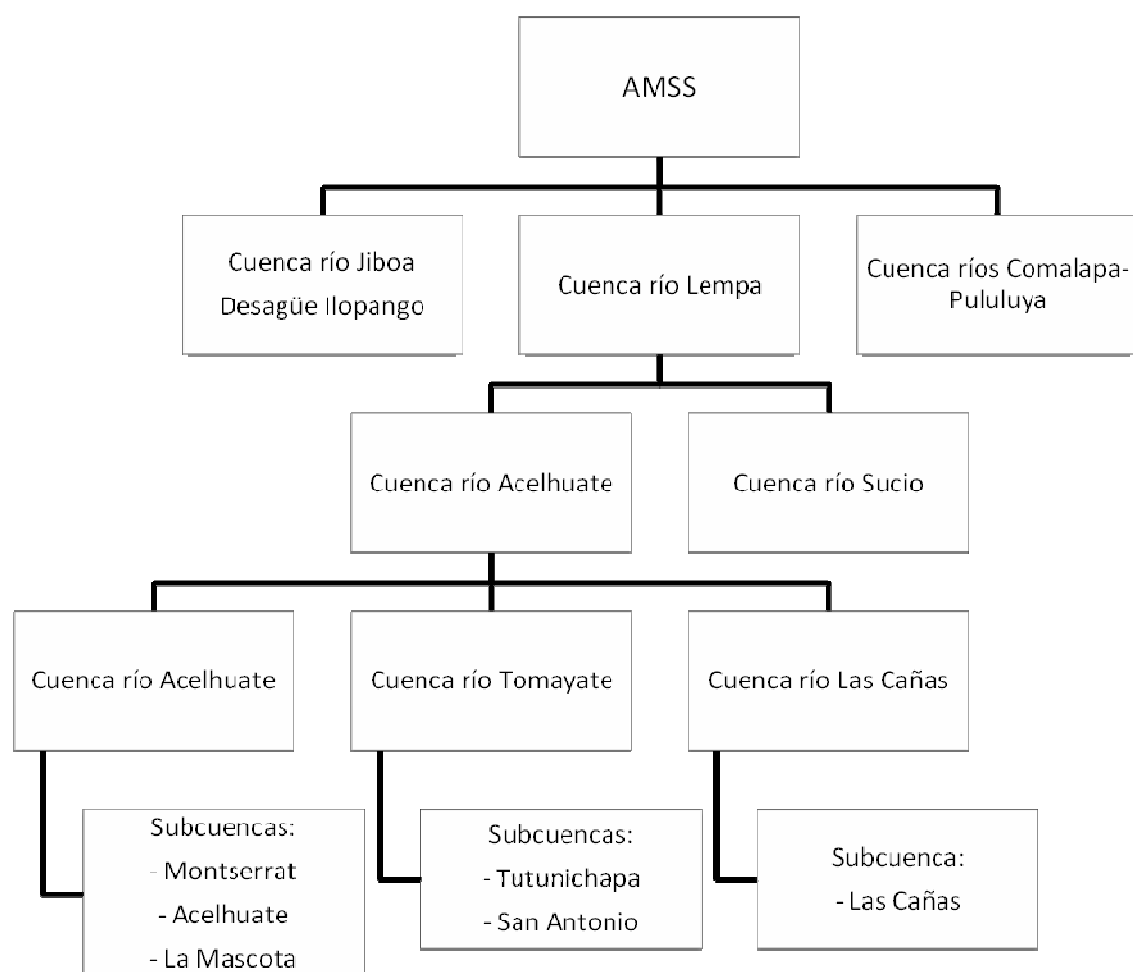 AMSS
Cuenca río Jiboa
Desagüe Ilopango
Cuenca río Lempa
Cuenca ríos Comalapa-
Pululuya
Cuenca río Acelhuate
Cuenca río Sucio
Cuenca río Acelhuate
Cuenca río Tomayate
Cuenca río Las Cañas
Subcuencas:
- Montserrat
- Acelhuate
- La Mascota
Subcuencas:
- Tutunichapa
- San Antonio
Subcuenca:
- Las Cañas